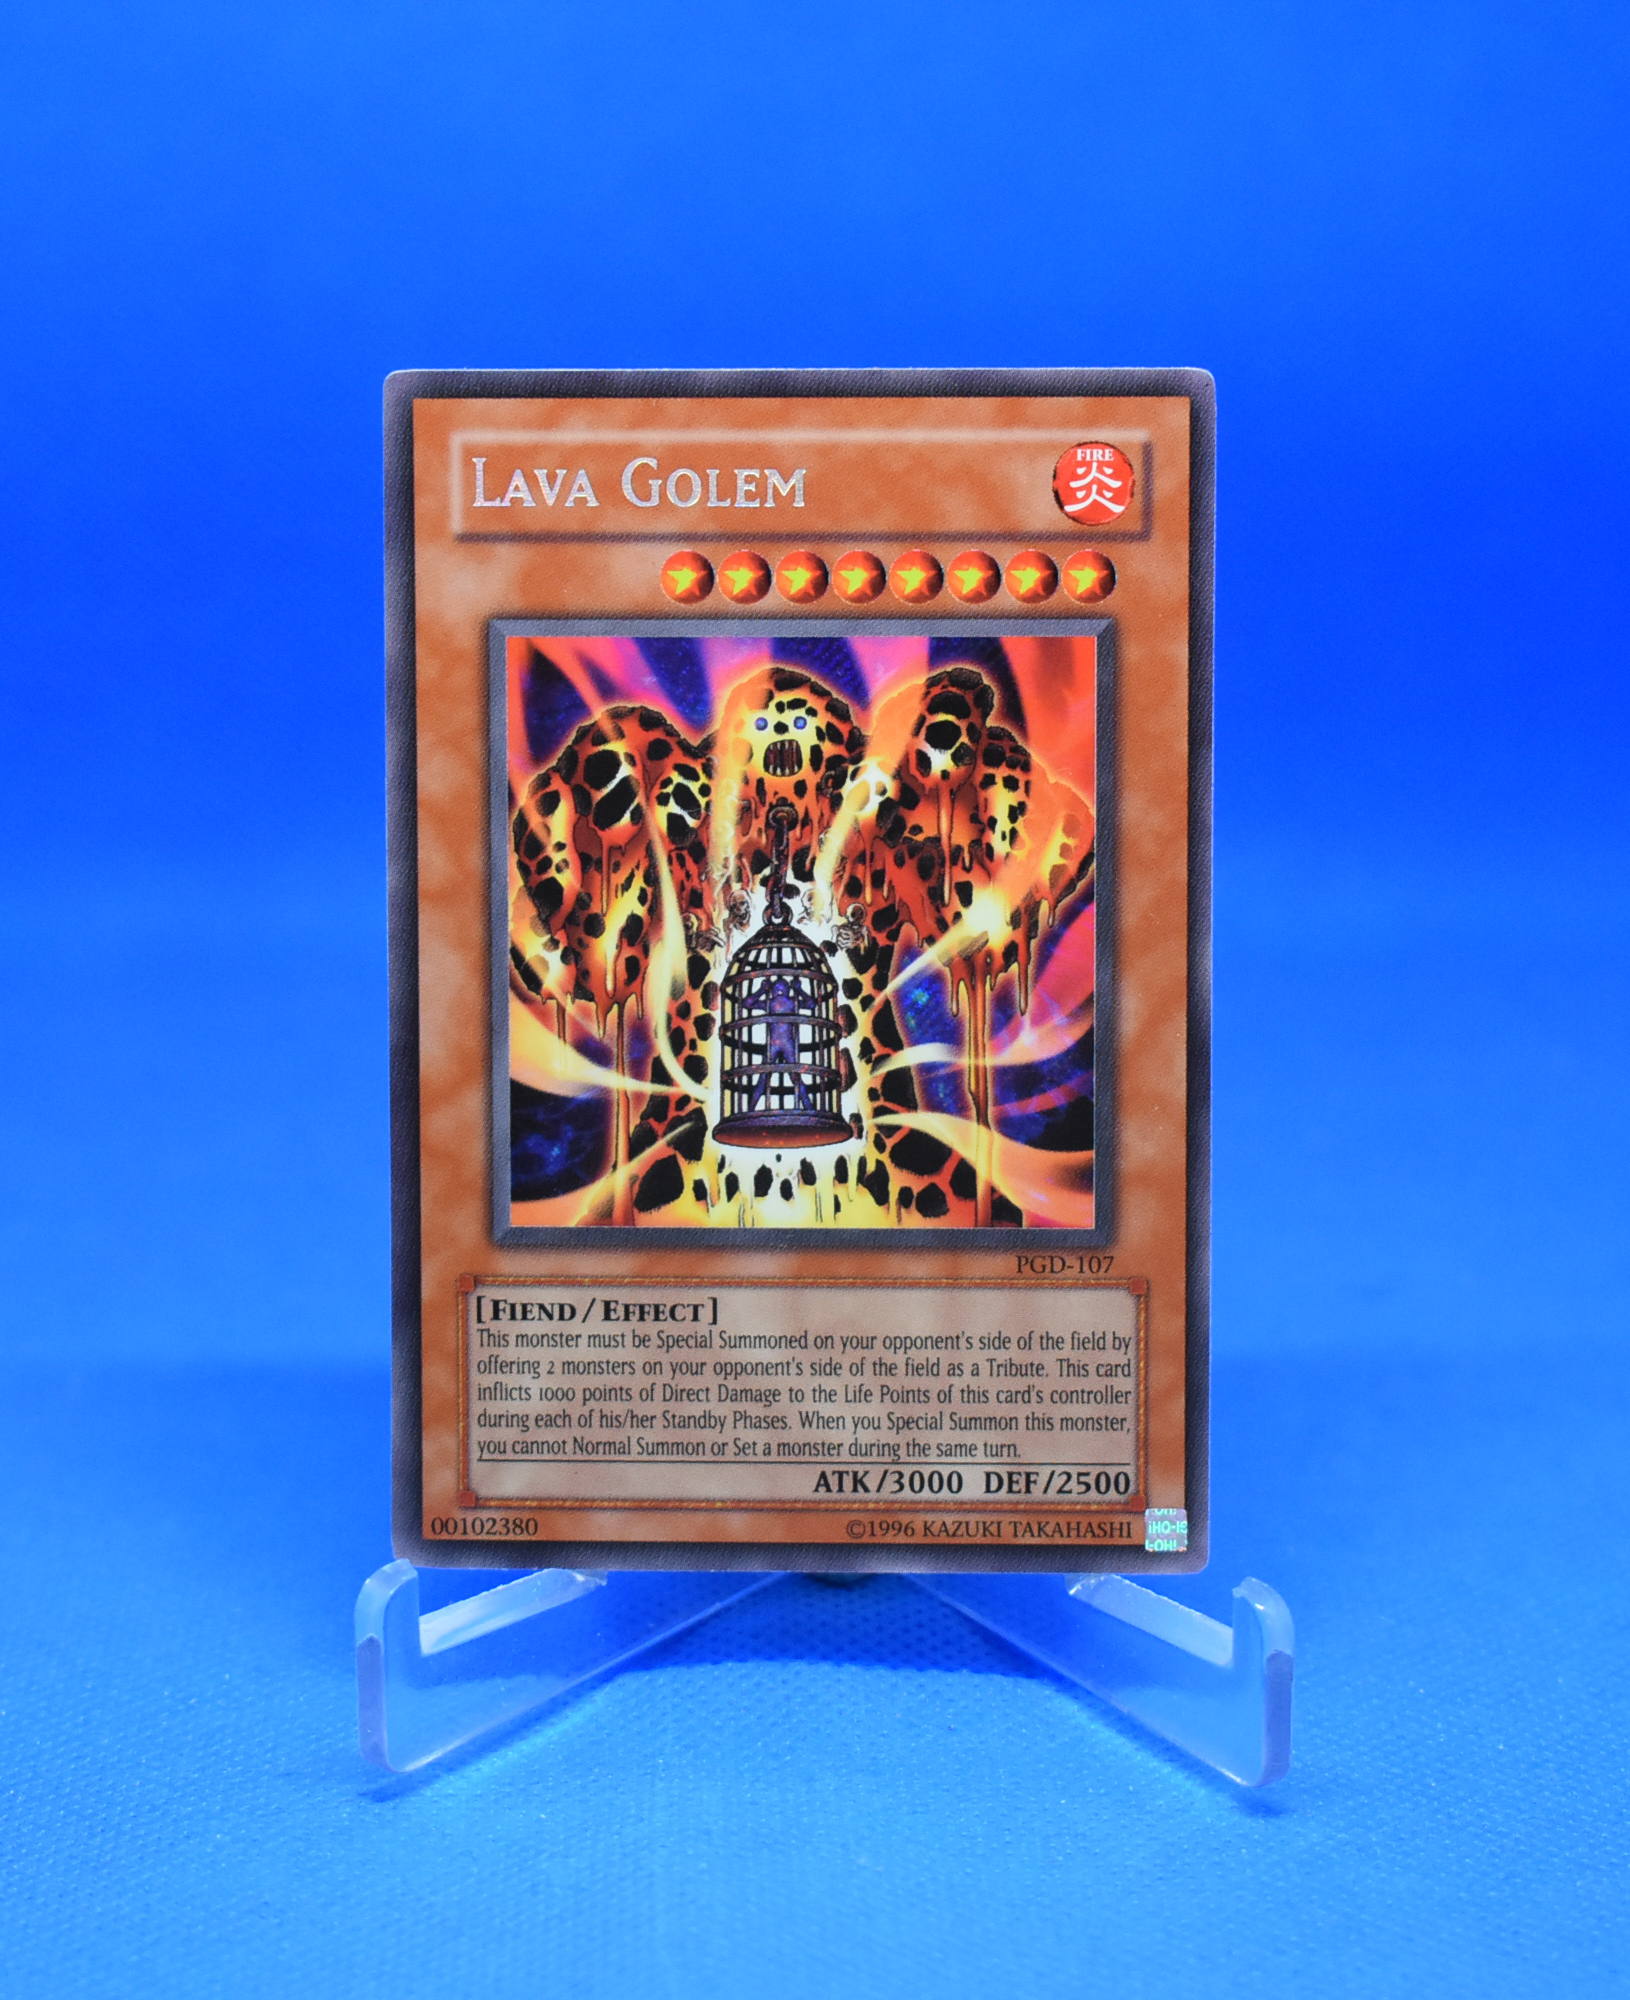 LAVA GOLEM
FIRE
炎
PGD-107
[FIEND/EFFECT]
This monster must be Special Summoned on your opponent's side of the field by
offering 2 monsters on your opponent's side of the field as a Tribute. This card
inflicts 1000 points of Direct Damage to the Life Points of this card's controller
during each of his/her Standby Phases. When you Special Summon this monster,
you cannot Normal Summon or Set a monster during the same turn.
ATK/3000 DEF/2500
00102380
©1996 KAZUKI TAKAHASHI